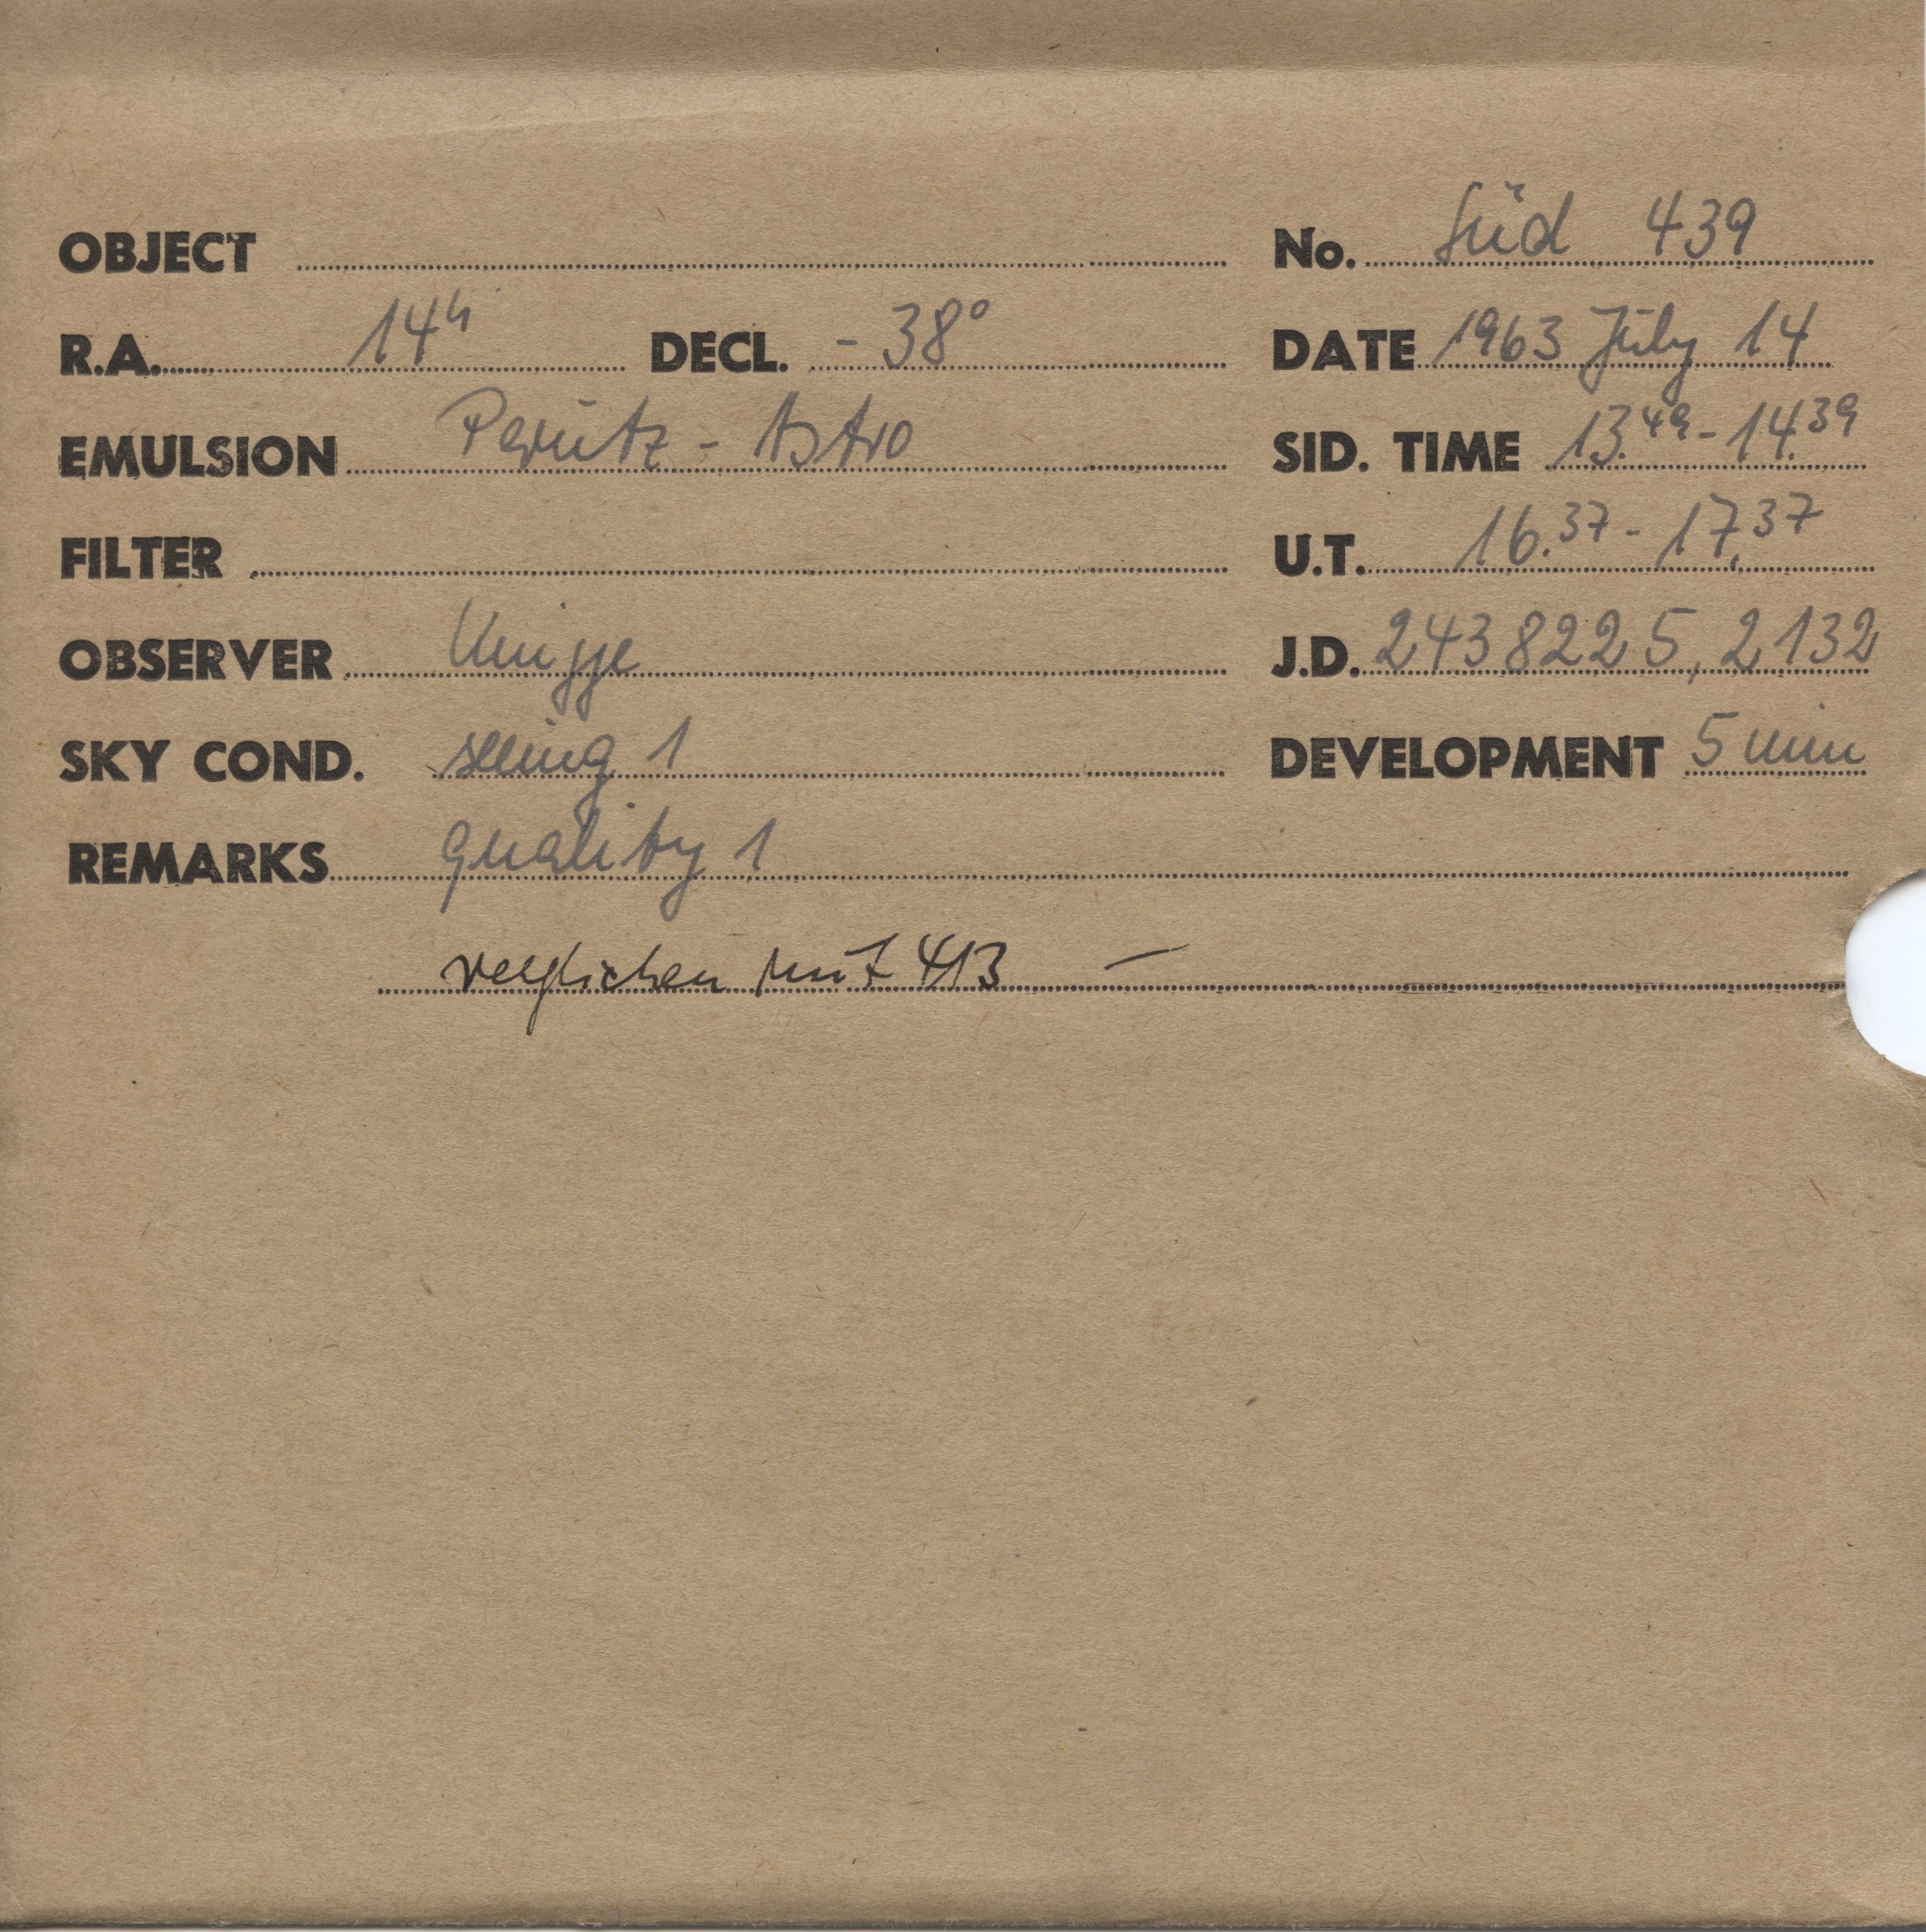 OBJECT No. Süd 439
R.A. 14h DECL. - 38° DATE 1963 July 14
EMULSION Perutz - Astro SID. TIME 13.49 - 14.39
FILTER U.T. 16.37 - 17.37
OBSERVER Knigge J.D. 2438225,2132
SKY COND. seeing 1 DEVELOPMENT 5 min
REMARKS quality 1
verglichen mit 413 —